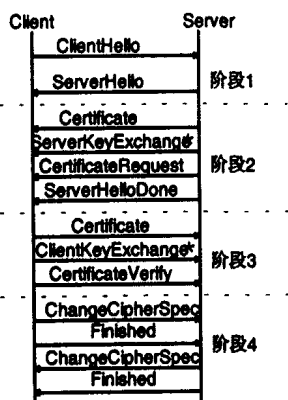 Client Server
ClientHello
ServerHello 阶段1
Certificate
ServerKeyExchange*
CertificateRequest 阶段2
ServerHelloDone
Certificate
ClientKeyExchange* 阶段3
CertificateVerify
ChangeCipherSpec
Finished 阶段4
ChangeCipherSpec
Finished